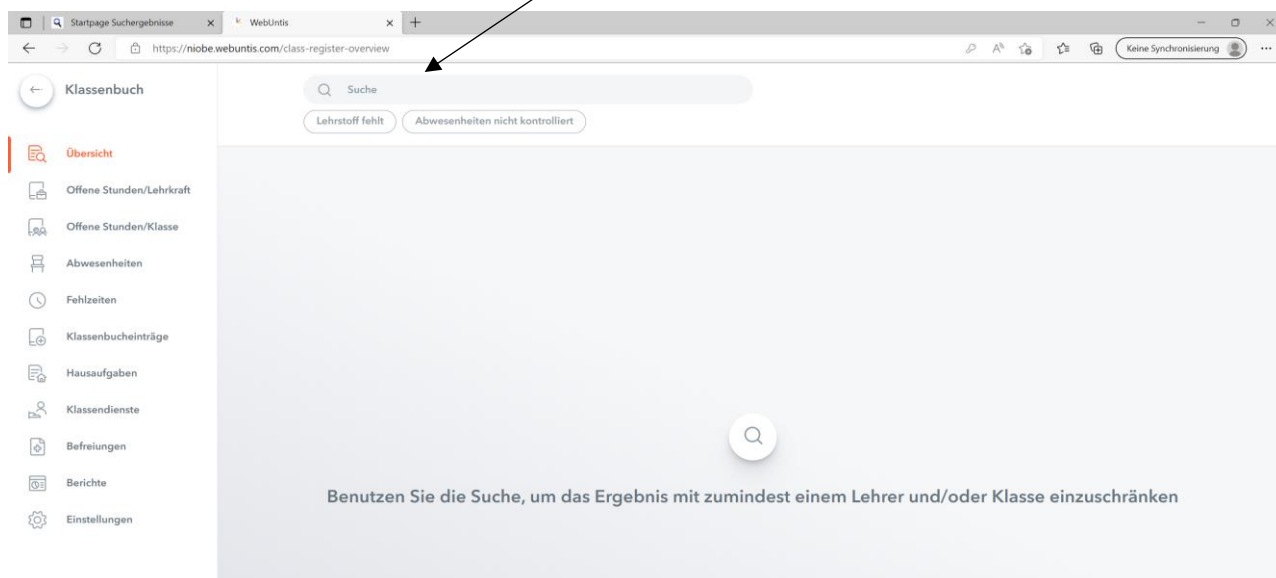 Startpage Suchergebnisse
WebUntis
https://niobe.webuntis.com/class-register-overview
Keine Synchronisierung
Klassenbuch
Suche
Lehrstoff fehlt
Abwesenheiten nicht kontrolliert
Übersicht
Offene Stunden/Lehrkraft
Offene Stunden/Klasse
Abwesenheiten
Fehlzeiten
Klassenbucheinträge
Hausaufgaben
Klassendienste
Befreiungen
Berichte
Einstellungen
Benutzen Sie die Suche, um das Ergebnis mit zumindest einem Lehrer und/oder Klasse einzuschränken